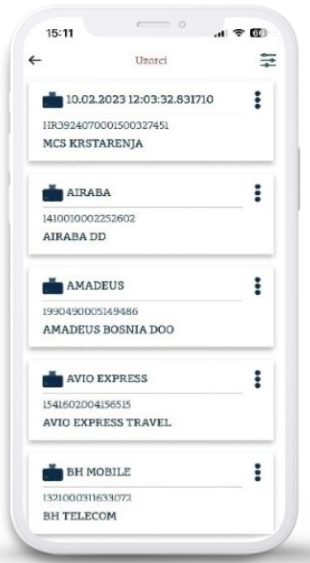 15:11
Uzorci
10.02.2023 12:03:32.831710
HR3924070001500327451
MCS KRSTARENJA
AIRABA
1410010002252602
AIRABA DD
AMADEUS
1990490005149486
AMADEUS BOSNIA DOO
AVIO EXPRESS
1541602004156515
AVIO EXPRESS TRAVEL
BH MOBILE
1321000311633072
BH TELECOM